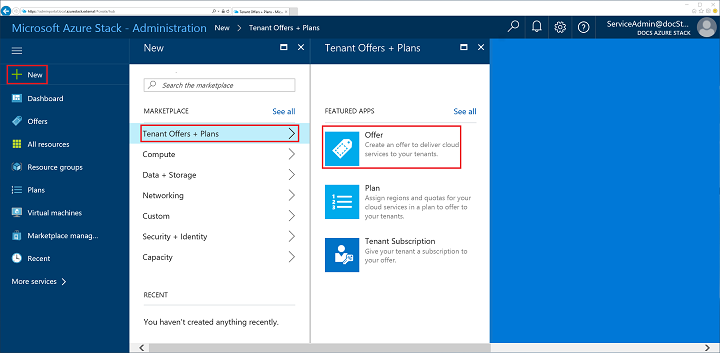 Tenant Offers + Plans - Mic...
Microsoft Azure Stack - Administration
New > Tenant Offers + Plans
ServiceAdmin@docSt...
DOCS AZURE STACK
New
Dashboard
Offers
All resources
Resource groups
Plans
Virtual machines
Marketplace manag...
Recent
More services >
New
Search the marketplace
MARKETPLACE
See all
Tenant Offers + Plans
Compute
Data + Storage
Networking
Custom
Security + Identity
Capacity
RECENT
You haven't created anything recently.
Tenant Offers + Plans
FEATURED APPS
See all
Offer
Create an offer to deliver cloud
services to your tenants.
Plan
Assign regions and quotas for your
cloud services in a plan to offer to
your tenants.
Tenant Subscription
Give your tenant a subscription to
your offer.